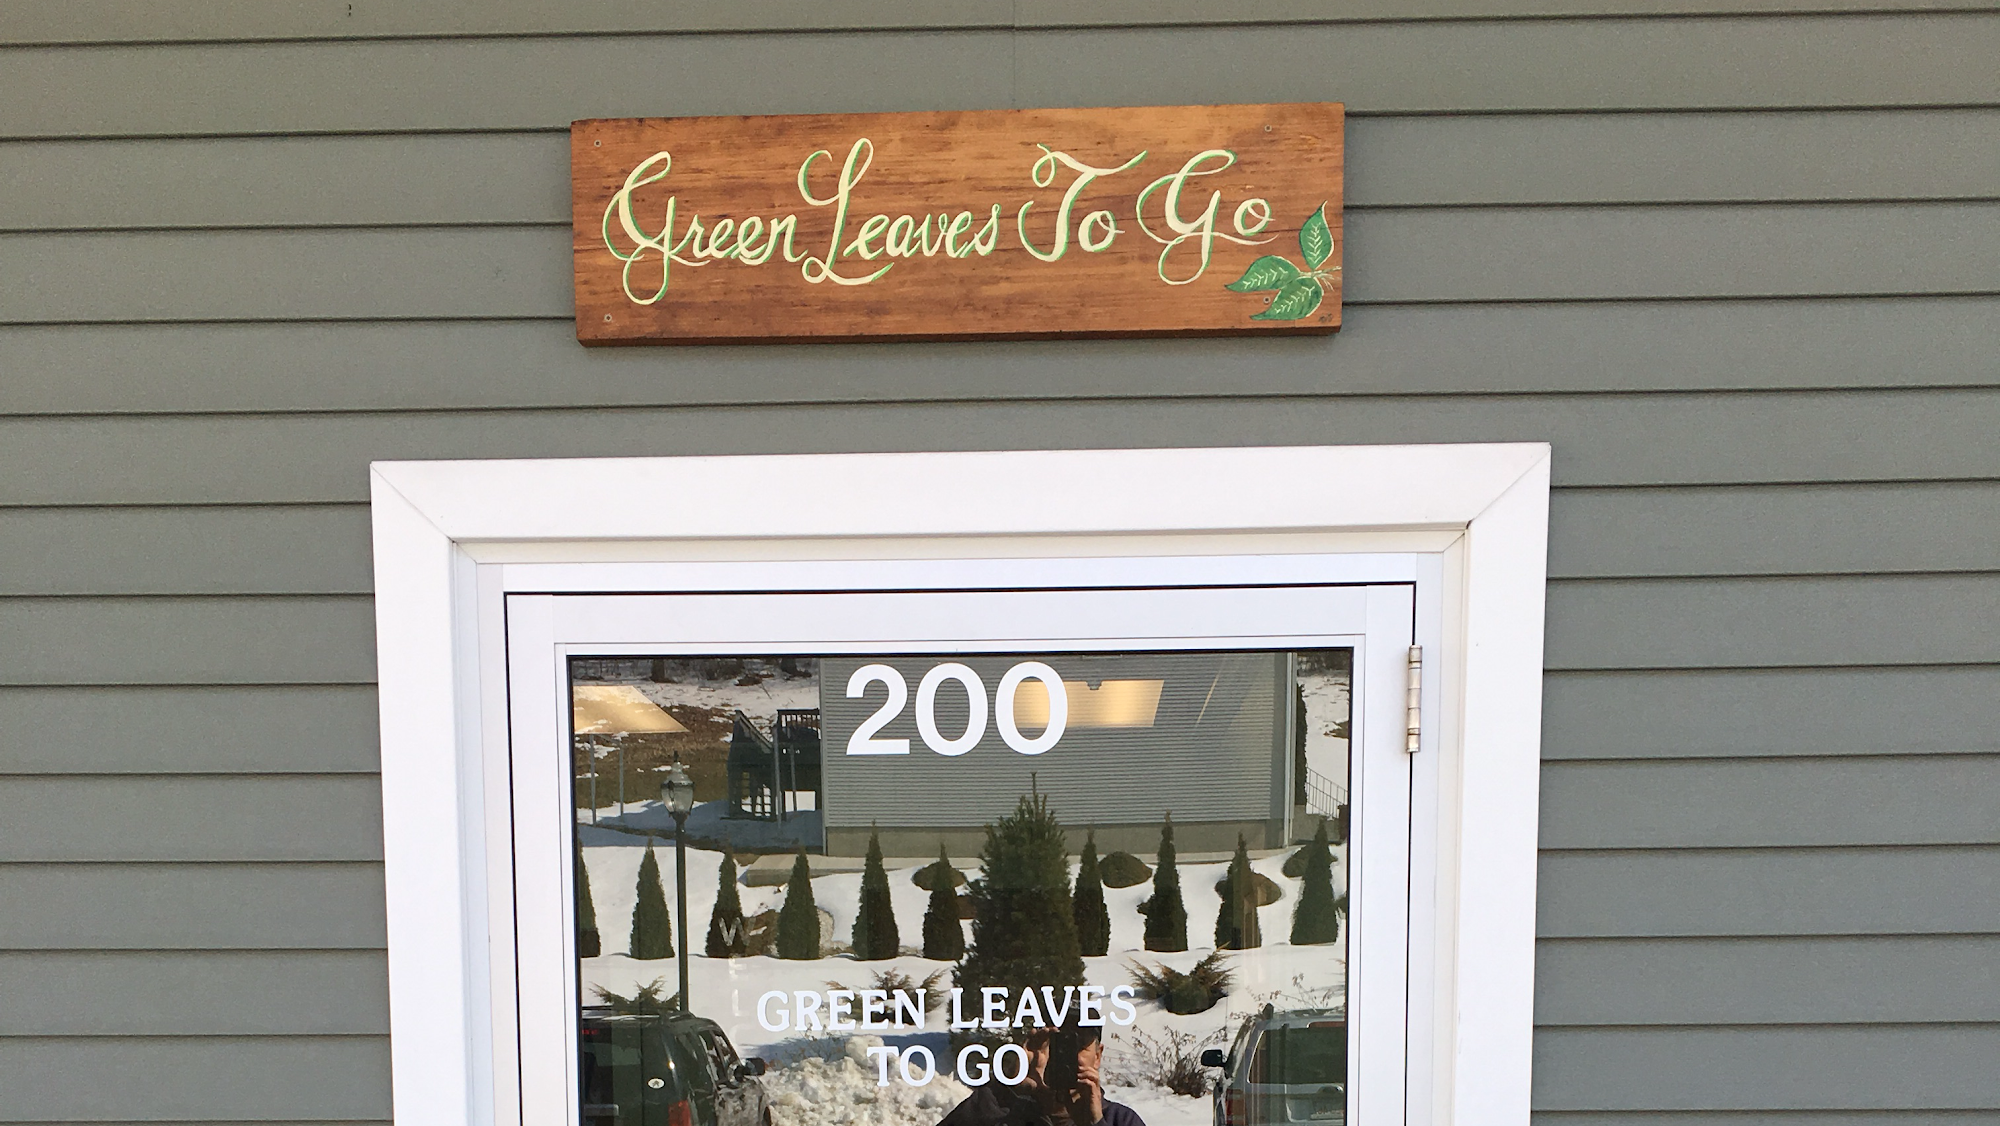 Green Leaves To Go
200
GREEN LEAVES
TO GO